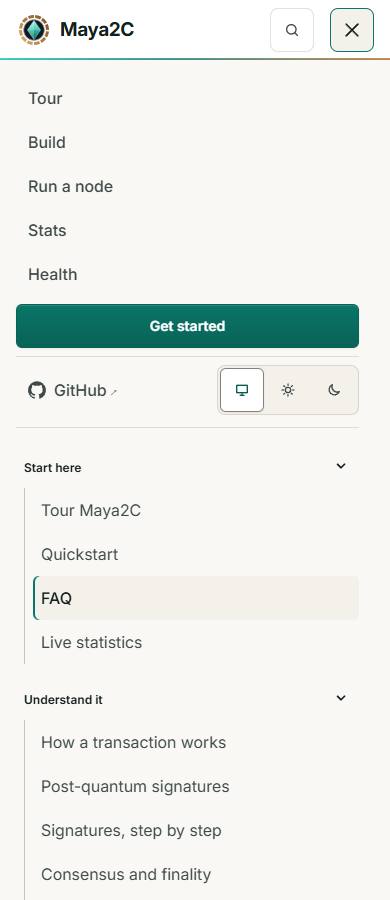 Maya2C
Tour
Build
Run a node
Stats
Health
Get started
GitHub ↗
Start here
Tour Maya2C
Quickstart
FAQ
Live statistics
Understand it
How a transaction works
Post-quantum signatures
Signatures, step by step
Consensus and finality